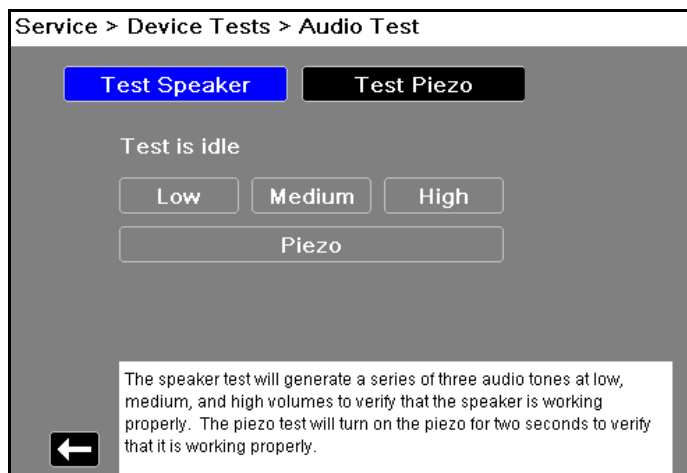 Service > Device Tests > Audio Test
Test Speaker Test Piezo
Test is idle
Low Medium High
Piezo
The speaker test will generate a series of three audio tones at low,
medium, and high volumes to verify that the speaker is working
properly.  The piezo test will turn on the piezo for two seconds to verify
that it is working properly.